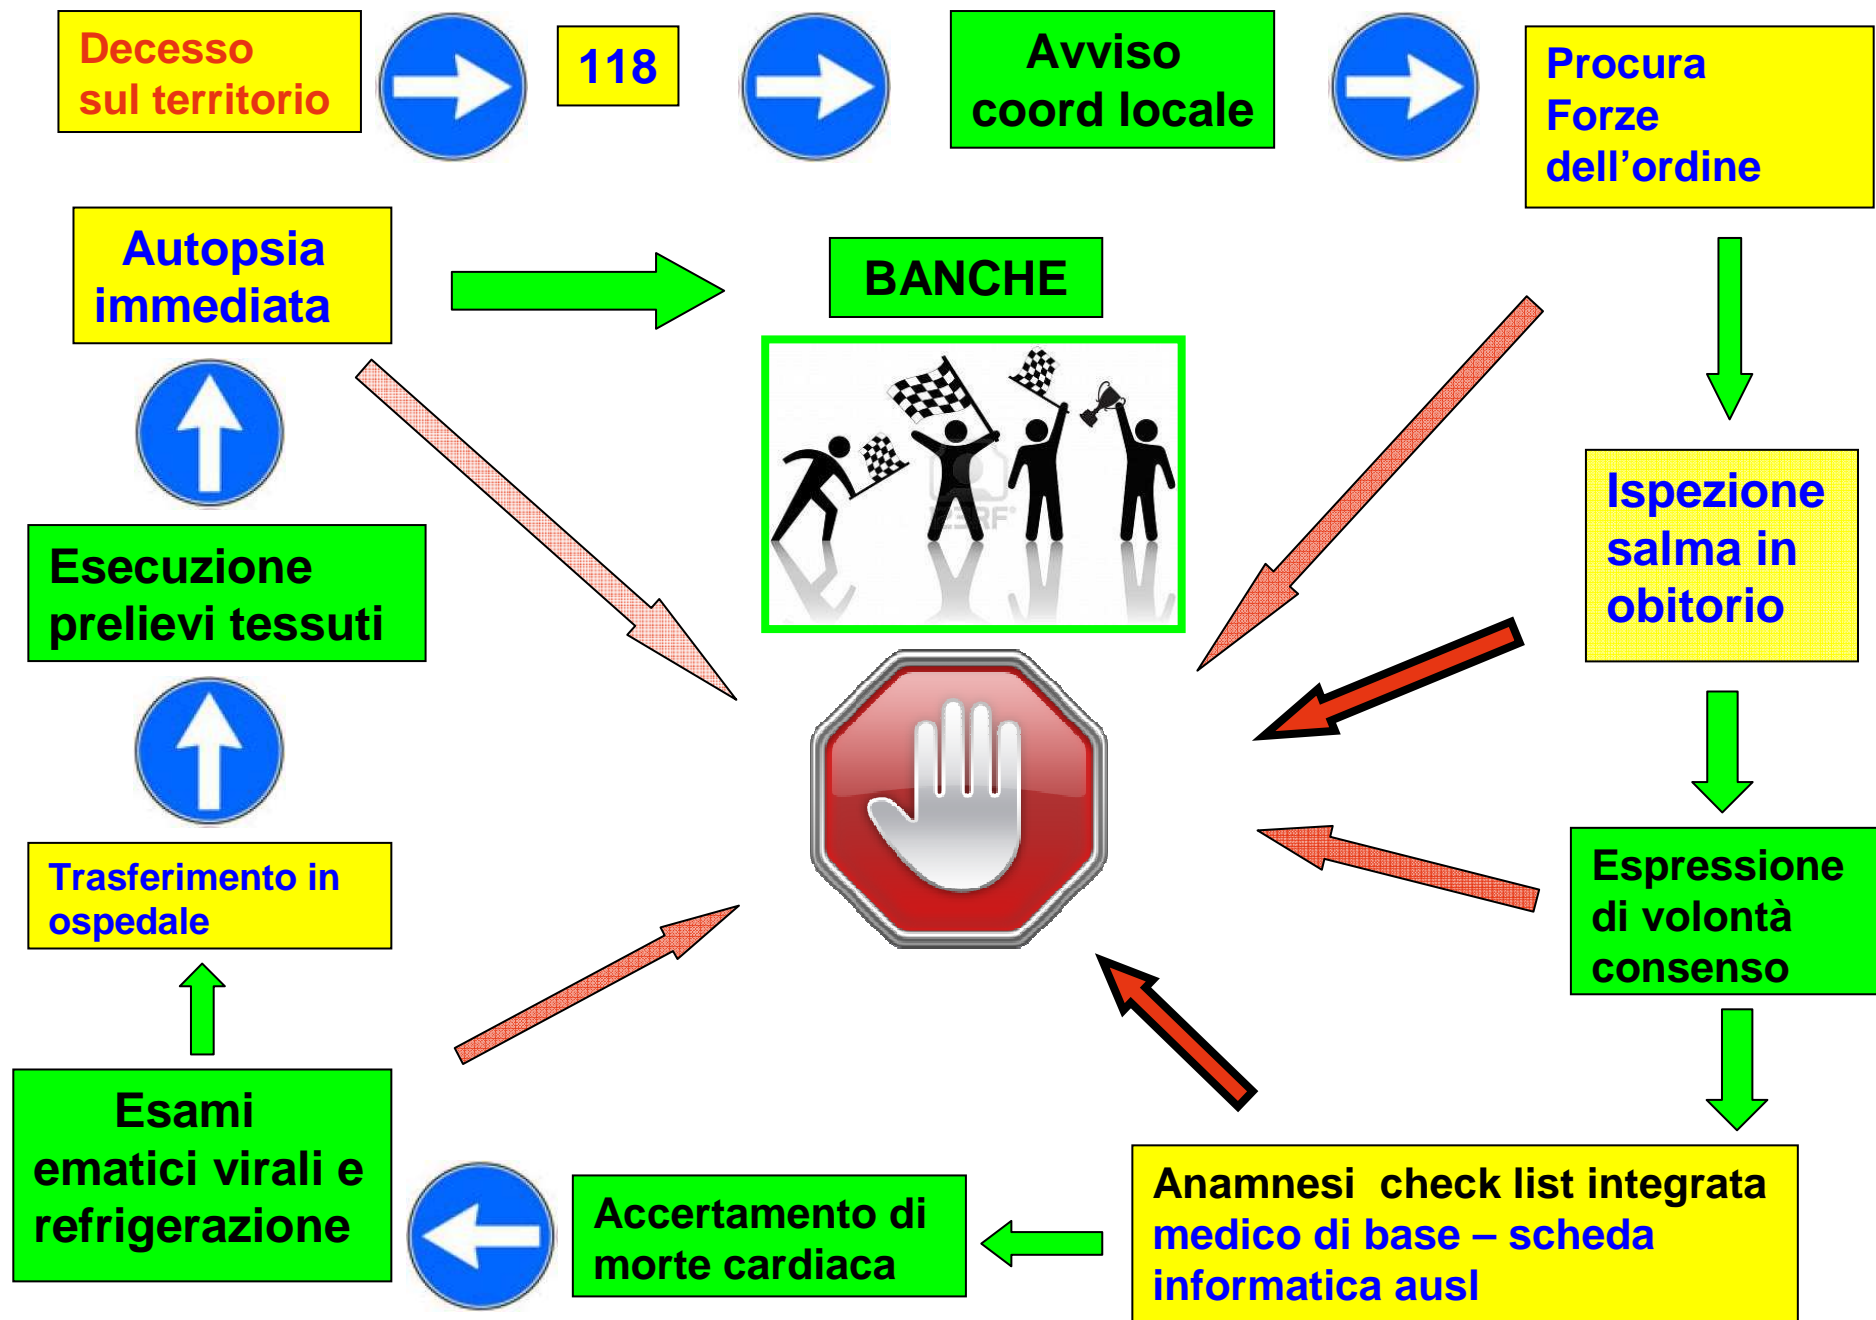 Decesso
sul territorio
118
Avviso
coord locale
Procura
Forze
dell’ordine
Autopsia
immediata
BANCHE
Ispezione
salma in
obitorio
Esecuzione
prelievi tessuti
Trasferimento in
ospedale
Espressione
di volontà
consenso
Esami
ematici virali e
refrigerazione
Accertamento di
morte cardiaca
Anamnesi check list integrata
medico di base – scheda
informatica ausl